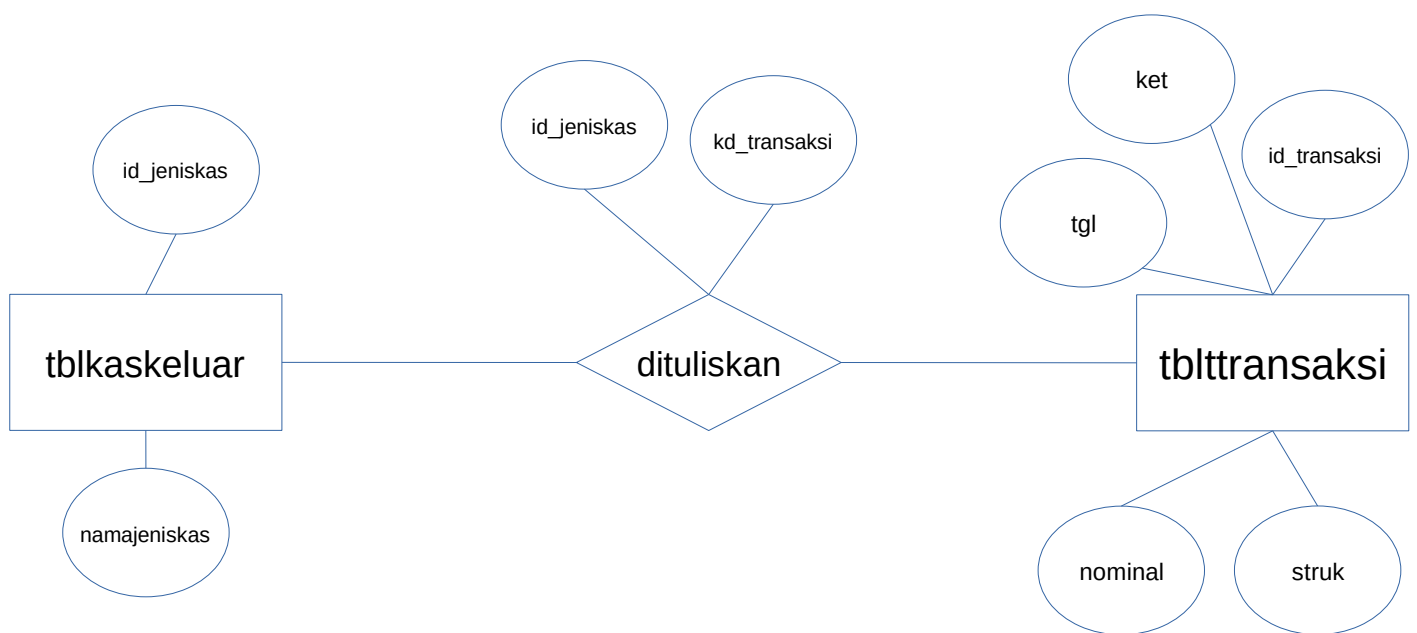 ket
id_jeniskas
kd_transaksi
id_transaksi
id_jeniskas
tgl
tblkaskeluar
dituliskan
tblttransaksi
namajeniskas
nominal
struk